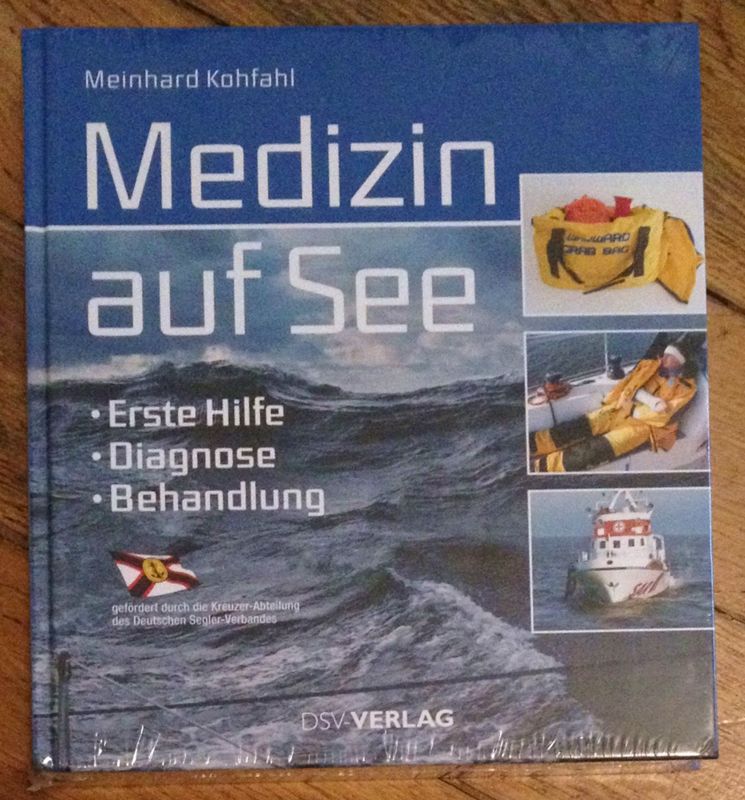 Meinhard Kohfahl
Medizin
auf See
WINDWARD
GRAB BAG
• Erste Hilfe
• Diagnose
• Behandlung
gefördert durch die Kreuzer-Abteilung
des Deutschen Segler-Verbandes
DSV-VERLAG